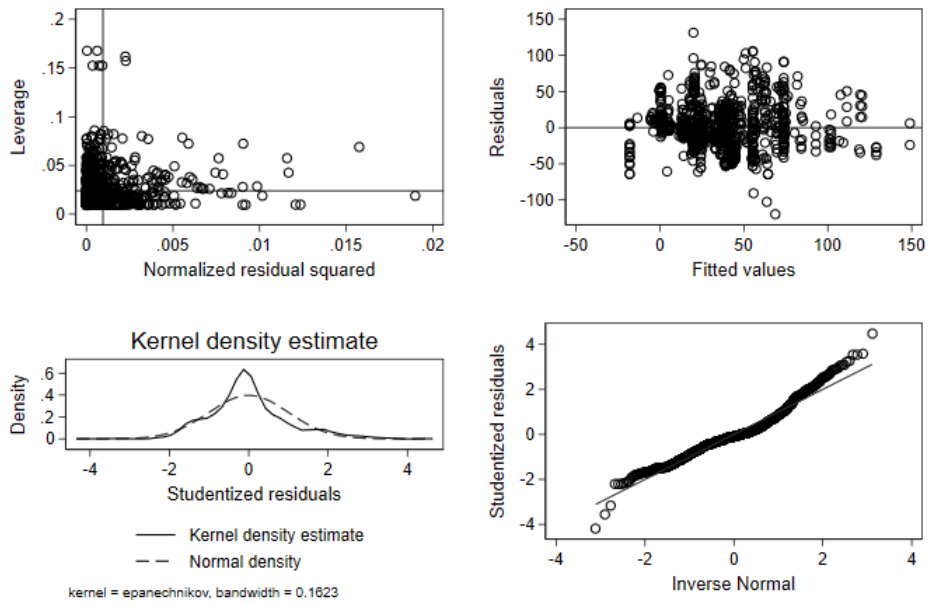 .2
.15
.1
.05
0
Leverage
0 .005 .01 .015 .02
Normalized residual squared
150
100
50
0
-50
-100
Residuals
-50 0 50 100 150
Fitted values
Kernel density estimate
.6
.4
.2
0
Density
-4 -2 0 2 4
Studentized residuals
Kernel density estimate
Normal density
kernel = epanechnikov, bandwidth = 0.1623
4
2
0
-2
-4
Studentized residuals
-4 -2 0 2 4
Inverse Normal